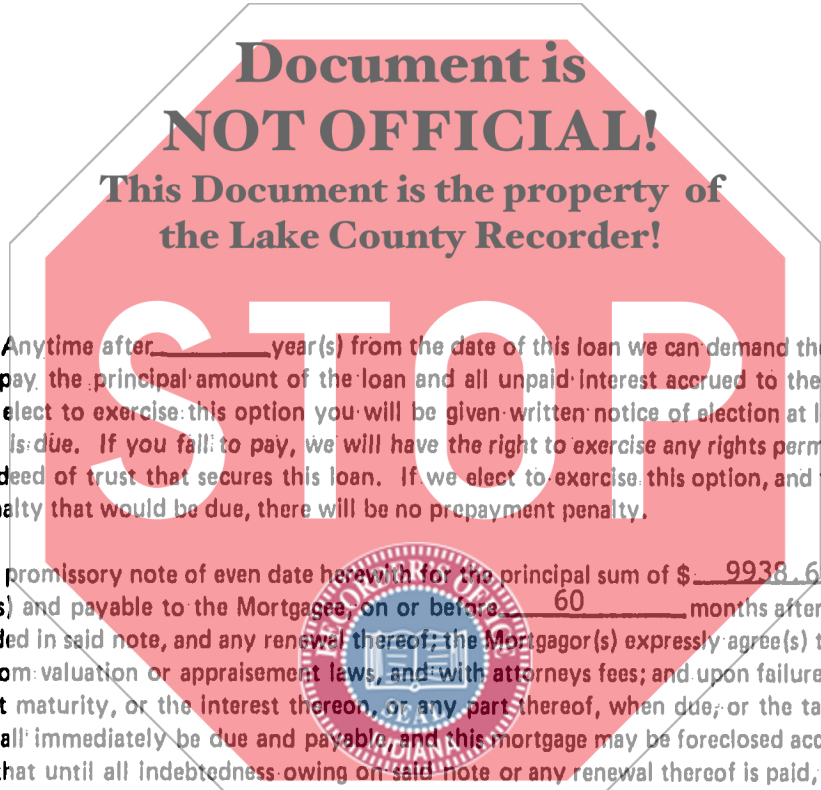 Document is
NOT OFFICIAL!
This Document is the property of
the Lake County Recorder!
STOP
Anytime after year(s) from the date of this loan we can demand the
pay the principal amount of the loan and all unpaid interest accrued to the
elect to exercise this option you will be given written notice of election at l
is due. If you fail to pay, we will have the right to exercise any rights perm
deed of trust that secures this loan. If we elect to exercise this option, and
alty that would be due, there will be no prepayment penalty.
promissory note of even date herewith for the principal sum of $ 9938.6
s) and payable to the Mortgagee, on or before 60 months after
ded in said note, and any renewal thereof; the Mortgagor(s) expressly agree(s) t
om valuation or appraisement laws, and with attorneys fees; and upon failure
t maturity, or the interest thereon, or any part thereof, when due, or the ta
all immediately be due and payable, and this mortgage may be foreclosed acc
hat until all indebtedness owing on said note or any renewal thereof is paid,
RECORDER'S OFFICE
SEAL
INDIANA